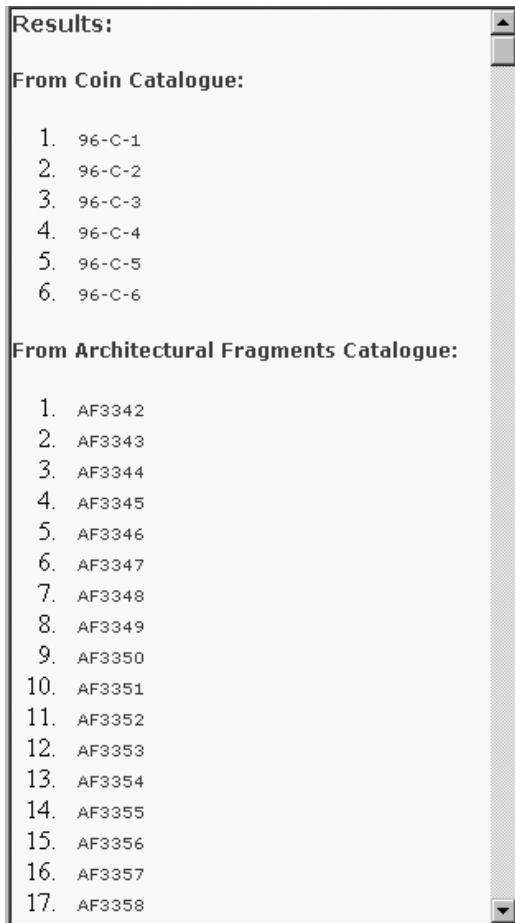 Results:
From Coin Catalogue:
1. 96-C-1
2. 96-C-2
3. 96-C-3
4. 96-C-4
5. 96-C-5
6. 96-C-6
From Architectural Fragments Catalogue:
1. AF3342
2. AF3343
3. AF3344
4. AF3345
5. AF3346
6. AF3347
7. AF3348
8. AF3349
9. AF3350
10. AF3351
11. AF3352
12. AF3353
13. AF3354
14. AF3355
15. AF3356
16. AF3357
17. AF3358